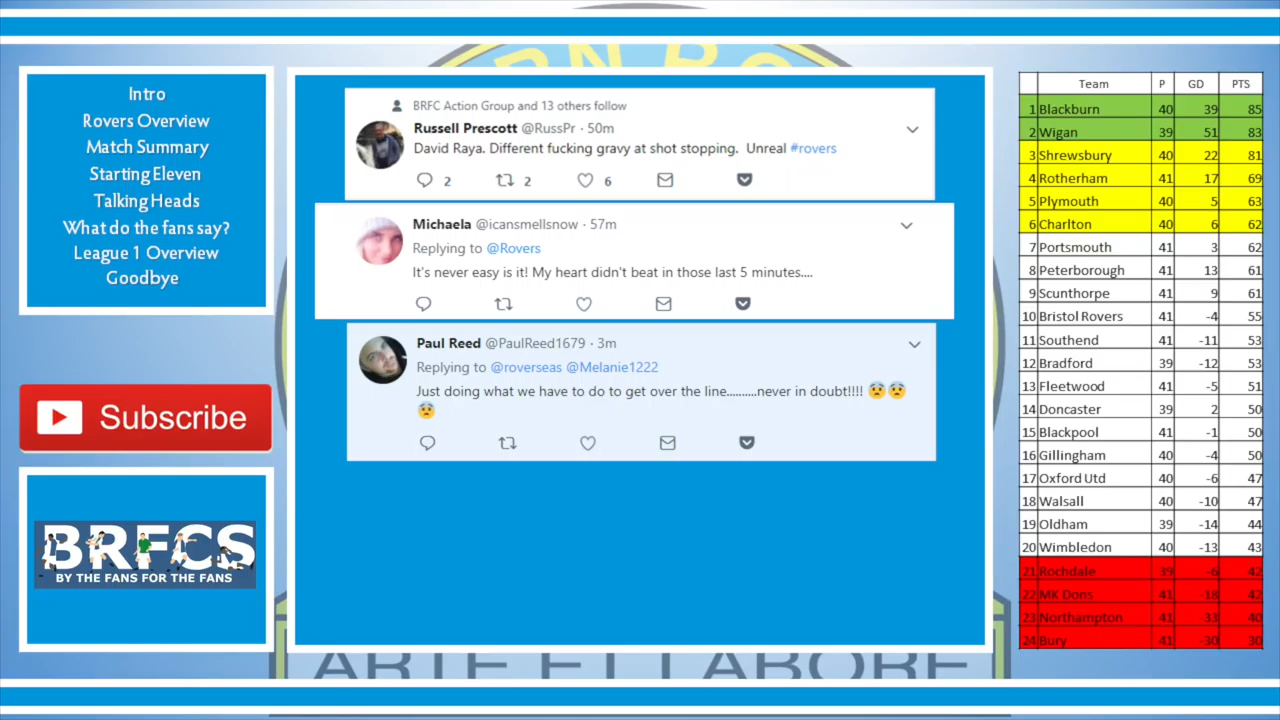 RN RO
Intro
Rovers Overview
Match Summary
Starting Eleven
Talking Heads
What do the fans say?
League 1 Overview
Goodbye
Subscribe
BRFCS
BY THE FANS FOR THE FANS
BRFC Action Group and 13 others follow
Russell Prescott @RussPr · 50m
David Raya. Different fucking gravy at shot stopping. Unreal #rovers
2 2 6
Michaela @icansmellsnow · 57m
Replying to @Rovers
It's never easy is it! My heart didn't beat in those last 5 minutes....
Paul Reed @PaulReed1679 · 3m
Replying to @roverseas @Melanie1222
Just doing what we have to do to get over the line..........never in doubt!!!! 😨😨
😨
Team P GD PTS
1 Blackburn 40 39 85
2 Wigan 39 51 83
3 Shrewsbury 40 22 81
4 Rotherham 41 17 69
5 Plymouth 40 5 63
6 Charlton 40 6 62
7 Portsmouth 41 3 62
8 Peterborough 41 13 61
9 Scunthorpe 41 9 61
10 Bristol Rovers 41 -4 55
11 Southend 41 -11 53
12 Bradford 39 -12 53
13 Fleetwood 41 -5 51
14 Doncaster 39 2 50
15 Blackpool 41 -1 50
16 Gillingham 40 -4 50
17 Oxford Utd 40 -6 47
18 Walsall 40 -10 47
19 Oldham 39 -14 44
20 Wimbledon 40 -13 43
21 Rochdale 39 -6 42
22 MK Dons 41 -18 42
23 Northampton 41 -33 40
24 Bury 41 -30 30
ARTE ET LABORE